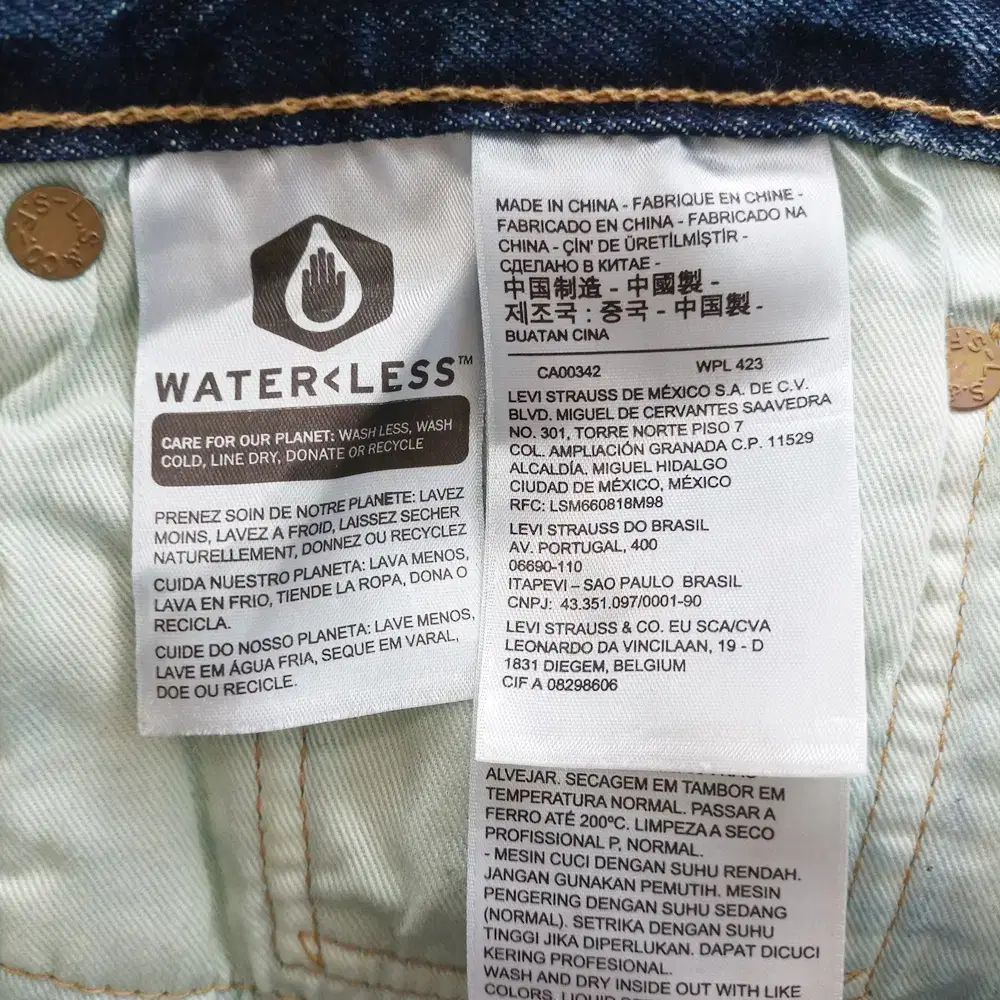 WATER<LESS™
CARE FOR OUR PLANET: WASH LESS, WASH
COLD, LINE DRY, DONATE OR RECYCLE
PRENEZ SOIN DE NOTRE PLANETE: LAVEZ
MOINS, LAVEZ A FROID, LAISSEZ SECHER
NATURELLEMENT, DONNEZ OU RECYCLEZ
CUIDA NUESTRO PLANETA: LAVA MENOS,
LAVA EN FRIO, TIENDE LA ROPA, DONA O
RECICLA.
CUIDE DO NOSSO PLANETA: LAVE MENOS,
LAVE EM ÁGUA FRIA, SEQUE EM VARAL,
DOE OU RECICLE.
MADE IN CHINA - FABRIQUE EN CHINE -
FABRICADO EN CHINA - FABRICADO NA
CHINA - ÇİN' DE ÜRETİLMİŞTİR -
СДЕЛАНО В КИТАЕ -
中国制造 - 中國製 -
제조국 : 중국 - 中国製 -
BUATAN CINA
CA00342 WPL 423
LEVI STRAUSS DE MÉXICO S.A. DE C.V.
BLVD. MIGUEL DE CERVANTES SAAVEDRA
NO. 301, TORRE NORTE PISO 7
COL. AMPLIACIÓN GRANADA C.P. 11529
ALCALDÍA. MIGUEL HIDALGO
CIUDAD DE MÉXICO, MÉXICO
RFC: LSM660818M98
LEVI STRAUSS DO BRASIL
AV. PORTUGAL, 400
06690-110
ITAPEVI – SAO PAULO BRASIL
CNPJ: 43.351.097/0001-90
LEVI STRAUSS & CO. EU SCA/CVA
LEONARDO DA VINCILAAN, 19 - D
1831 DIEGEM, BELGIUM
CIF A 08298606
ALVEJAR. SECAGEM EM TAMBOR EM
TEMPERATURA NORMAL. PASSAR A
FERRO ATÉ 200ºC. LIMPEZA A SECO
PROFISSIONAL P, NORMAL.
- MESIN CUCI DENGAN SUHU RENDAH.
JANGAN GUNAKAN PEMUTIH. MESIN
PENGERING DENGAN SUHU SEDANG
(NORMAL). SETRIKA DENGAN SUHU
TINGGI JIKA DIPERLUKAN. DAPAT DICUCI
KERING PROFESIONAL.
WASH AND DRY INSIDE OUT WITH LIKE
COLORS. LIQUID